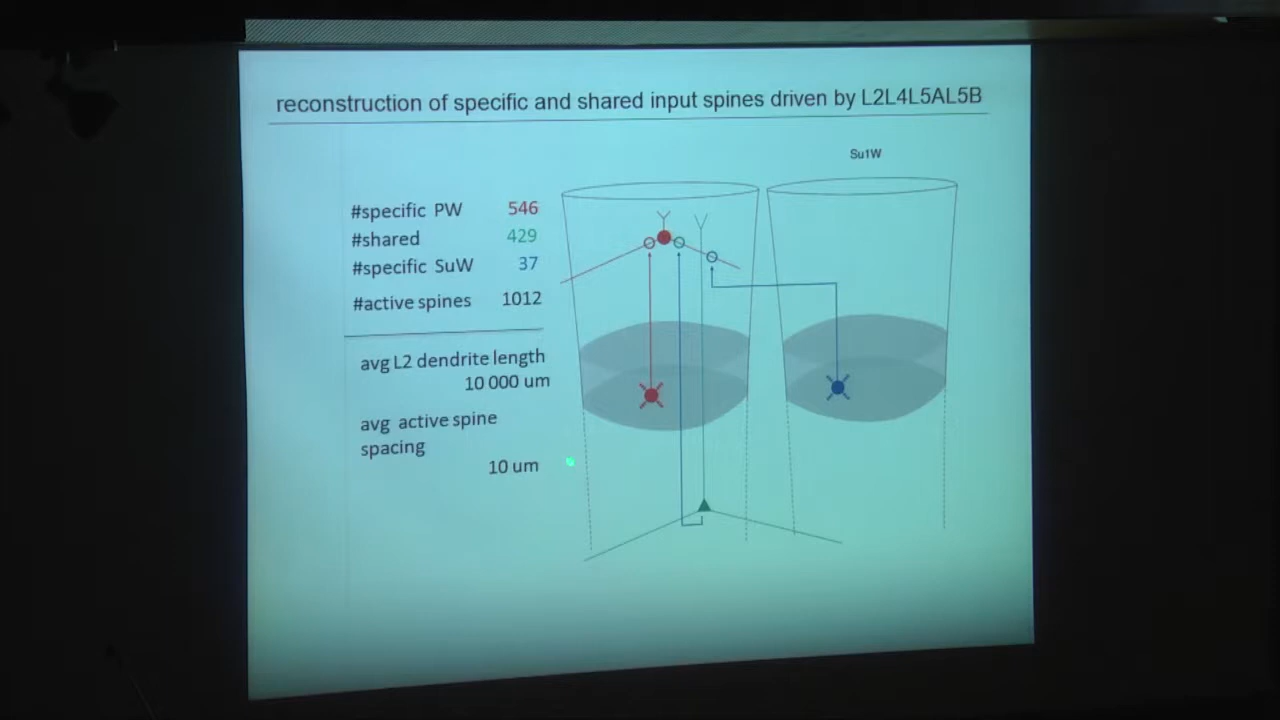 reconstruction of specific and shared input spines driven by L2L4L5AL5B
Su1W
#specific PW 546
#shared 429
#specific SuW 37
#active spines 1012
avg L2 dendrite length
10 000 um
avg active spine
spacing
10 um